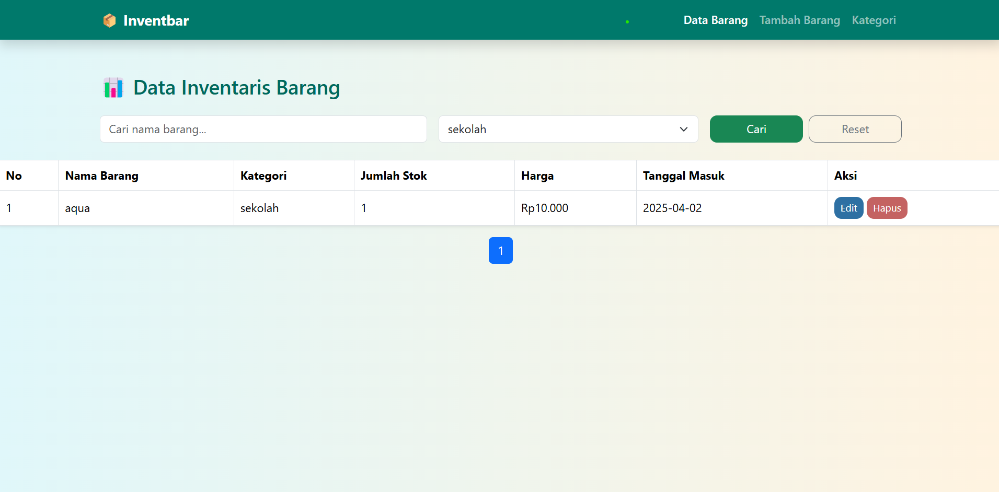 Inventbar
Data Barang Tambah Barang Kategori
Data Inventaris Barang
Cari nama barang... sekolah Cari Reset
No Nama Barang Kategori Jumlah Stok Harga Tanggal Masuk Aksi
1 aqua sekolah 1 Rp10.000 2025-04-02 Edit Hapus
1